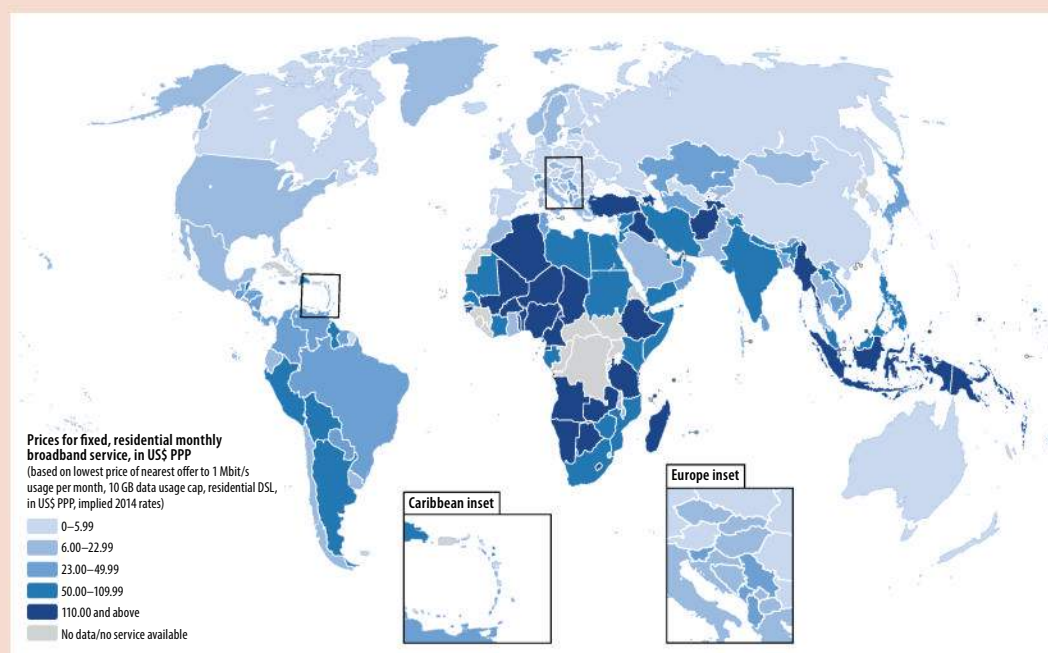 Prices for fixed, residential monthly
broadband service, in US$ PPP
(based on lowest price of nearest offer to 1 Mbit/s
usage per month, 10 GB data usage cap, residential DSL,
in US$ PPP, implied 2014 rates)
0–5.99
6.00–22.99
23.00–49.99
50.00–109.99
110.00 and above
No data/no service available
Caribbean inset
Europe inset